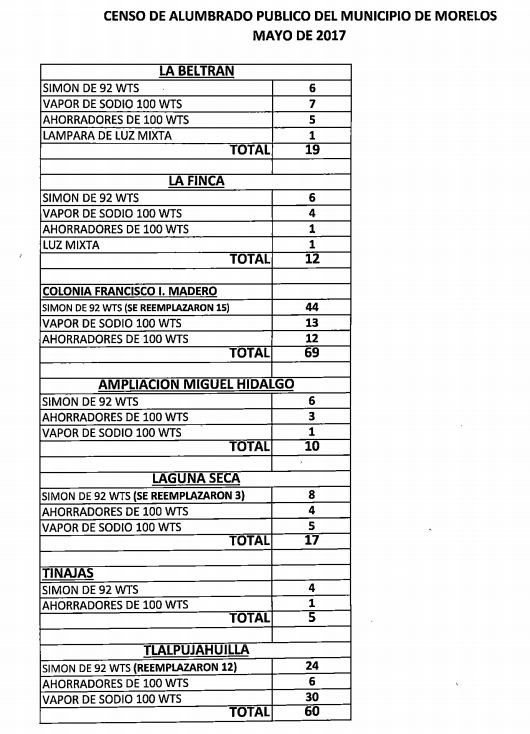 CENSO DE ALUMBRADO PUBLICO DEL MUNICIPIO DE MORELOS
MAYO DE 2017
LA BELTRAN
SIMON DE 92 WTS 6
VAPOR DE SODIO 100 WTS 7
AHORRADORES DE 100 WTS 5
LAMPARA DE LUZ MIXTA 1
TOTAL 19
LA FINCA
SIMON DE 92 WTS 6
VAPOR DE SODIO 100 WTS 4
AHORRADORES DE 100 WTS 1
LUZ MIXTA 1
TOTAL 12
COLONIA FRANCISCO I. MADERO
SIMON DE 92 WTS (SE REEMPLAZARON 15) 44
VAPOR DE SODIO 100 WTS 13
AHORRADORES DE 100 WTS 12
TOTAL 69
AMPLIACION MIGUEL HIDALGO
SIMON DE 92 WTS 6
AHORRADORES DE 100 WTS 3
VAPOR DE SODIO 100 WTS 1
TOTAL 10
LAGUNA SECA
SIMON DE 92 WTS (SE REEMPLAZARON 3) 8
AHORRADORES DE 100 WTS 4
VAPOR DE SODIO 100 WTS 5
TOTAL 17
TINAJAS
SIMON DE 92 WTS 4
AHORRADORES DE 100 WTS 1
TOTAL 5
TLALPUJAHUILLA
SIMON DE 92 WTS (REEMPLAZARON 12) 24
AHORRADORES DE 100 WTS 6
VAPOR DE SODIO 100 WTS 30
TOTAL 60